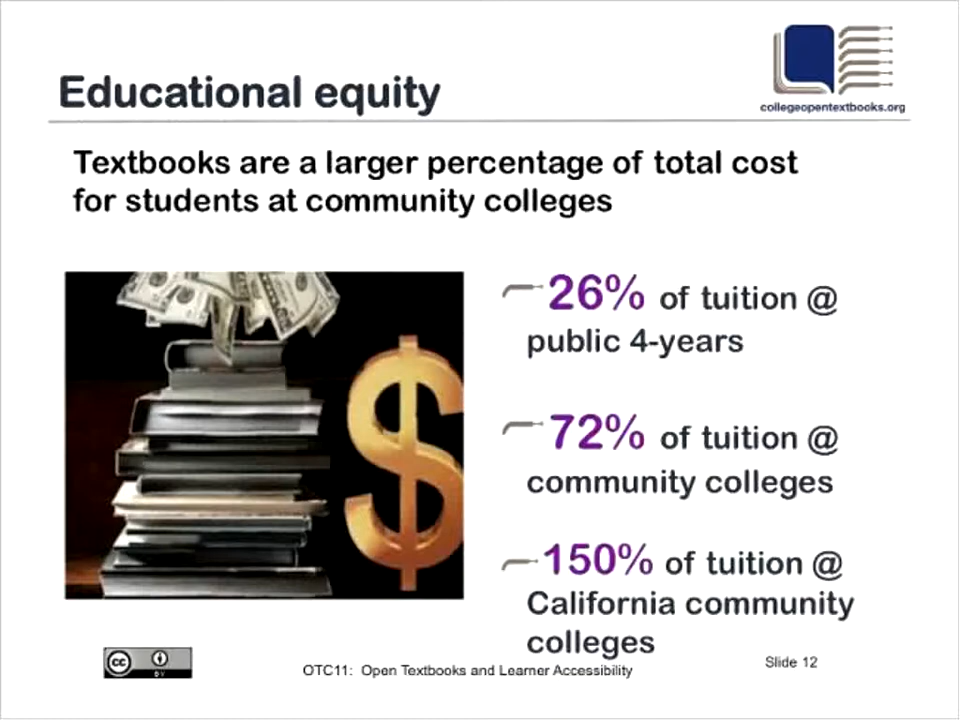 Educational equity
collegeopentextbooks.org
Textbooks are a larger percentage of total cost
for students at community colleges
26% of tuition @
public 4-years
72% of tuition @
community colleges
150% of tuition @
California community
colleges
cc
BY
OTC11: Open Textbooks and Learner Accessibility
Slide 12